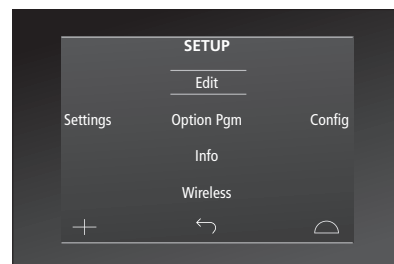 SETUP
Edit
Settings Option Pgm Config
Info
Wireless